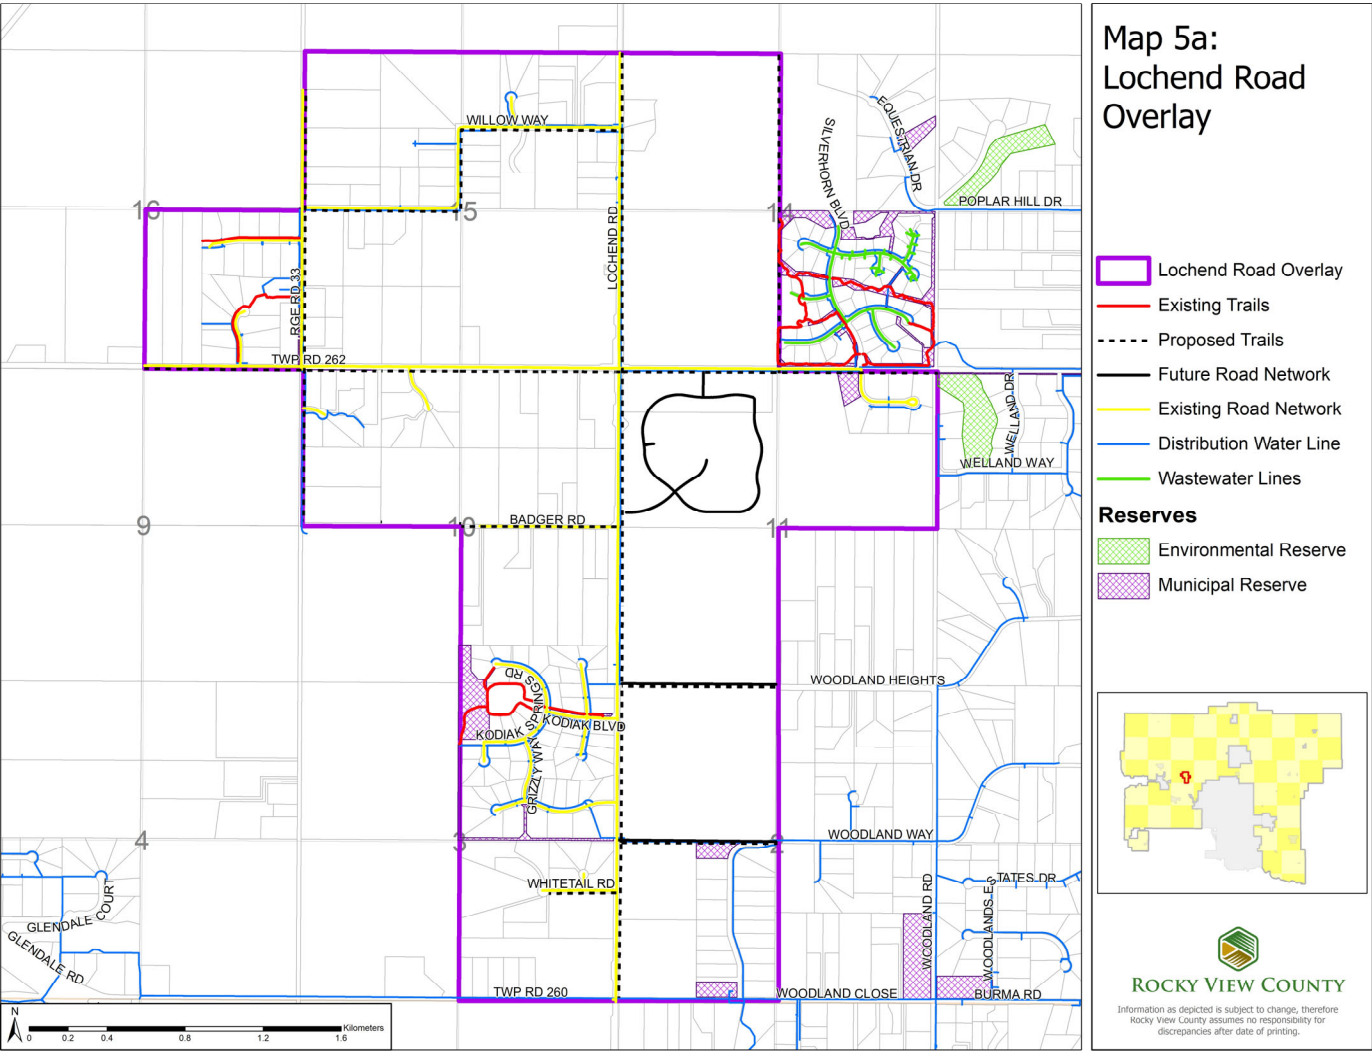 Map 5a:
Lochend Road
Overlay
WILLOW WAY
SILVERHORN BLVD
EQUESTRIAN DR
POPLAR HILL DR
16
15
14
LOCHEND RD
RGE RD 33
TWP RD 262
WELLAND DR
WELLAND WAY
9
10
11
BADGER RD
WOODLAND HEIGHTS
KODIAK SPRINGS RD
KODIAK BLVD
GRIZZLY WAY
4
3
2
WOODLAND WAY
WHITETAIL RD
GLENDALE COURT
GLENDALE RD
WOODLAND RD
WOODLANDS ESTATES DR
TWP RD 260
WOODLAND CLOSE
BURMA RD
N
0 0.2 0.4 0.8 1.2 1.6
Kilometers
Lochend Road Overlay
Existing Trails
Proposed Trails
Future Road Network
Existing Road Network
Distribution Water Line
Wastewater Lines
Reserves
Environmental Reserve
Municipal Reserve
ROCKY VIEW COUNTY
Information as depicted is subject to change, therefore
Rocky View County assumes no responsibility for
discrepancies after date of printing.